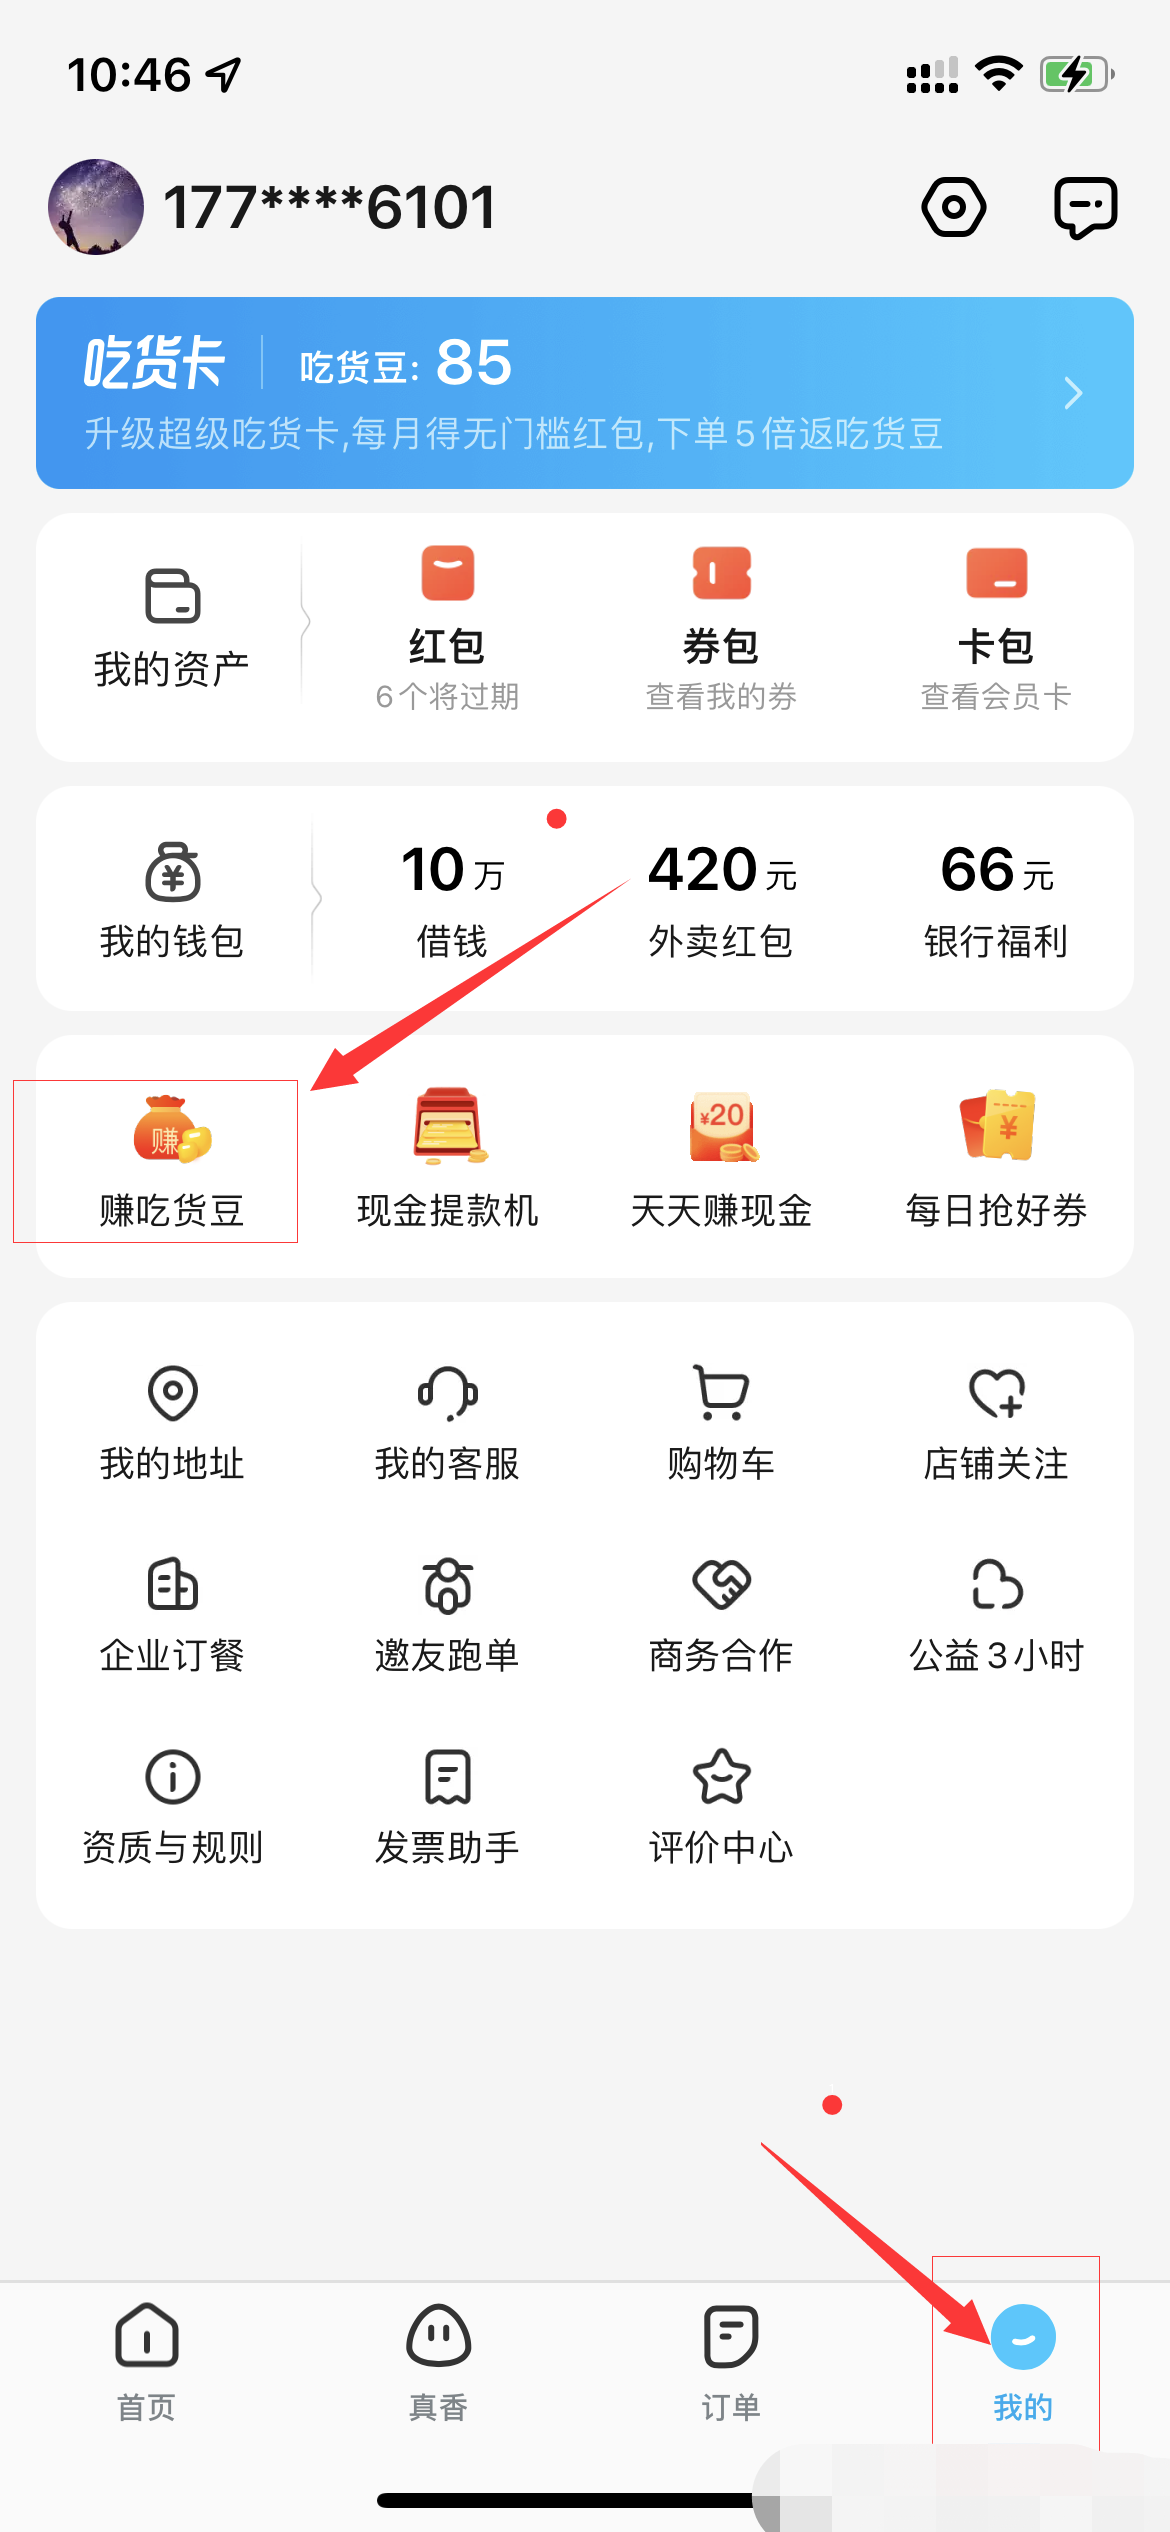 10:46
177****6101
吃货卡 吃货豆: 85
升级超级吃货卡,每月得无门槛红包,下单5倍返吃货豆
我的资产
红包 券包 卡包
6个将过期 查看我的券 查看会员卡
10万 420元 66元
我的钱包 借钱 外卖红包 银行福利
赚 ¥20 ¥
赚吃货豆 现金提款机 天天赚现金 每日抢好券
我的地址 我的客服 购物车 店铺关注
企业订餐 邀友跑单 商务合作 公益3小时
资质与规则 发票助手 评价中心
首页 真香 订单 我的